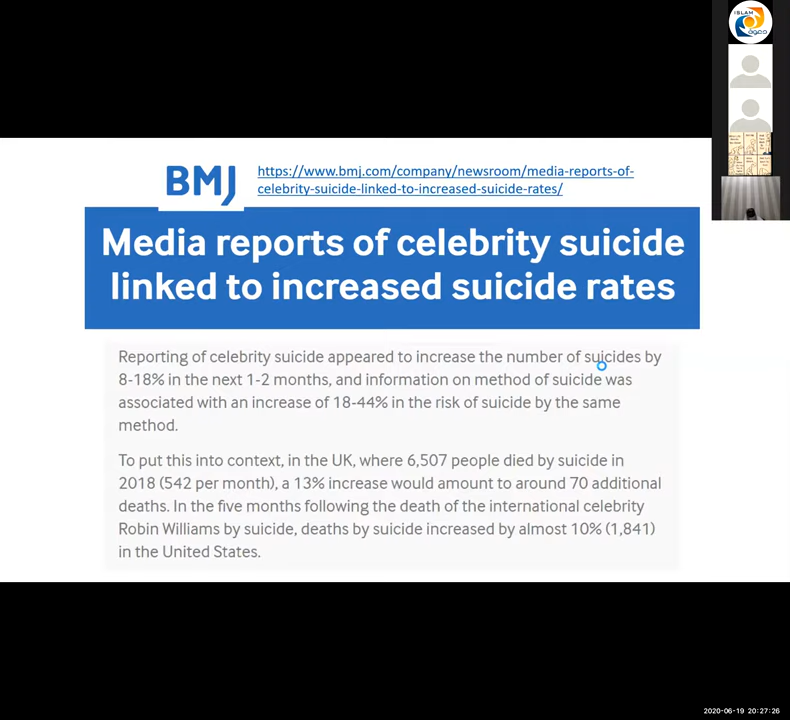 ISLAM
دعوة
BMJ
https://www.bmj.com/company/newsroom/media-reports-of-
celebrity-suicide-linked-to-increased-suicide-rates/
Media reports of celebrity suicide
linked to increased suicide rates
Reporting of celebrity suicide appeared to increase the number of suicides by
8-18% in the next 1-2 months, and information on method of suicide was
associated with an increase of 18-44% in the risk of suicide by the same
method.
To put this into context, in the UK, where 6,507 people died by suicide in
2018 (542 per month), a 13% increase would amount to around 70 additional
deaths. In the five months following the death of the international celebrity
Robin Williams by suicide, deaths by suicide increased by almost 10% (1,841)
in the United States.
2020-06-19 20:27:26